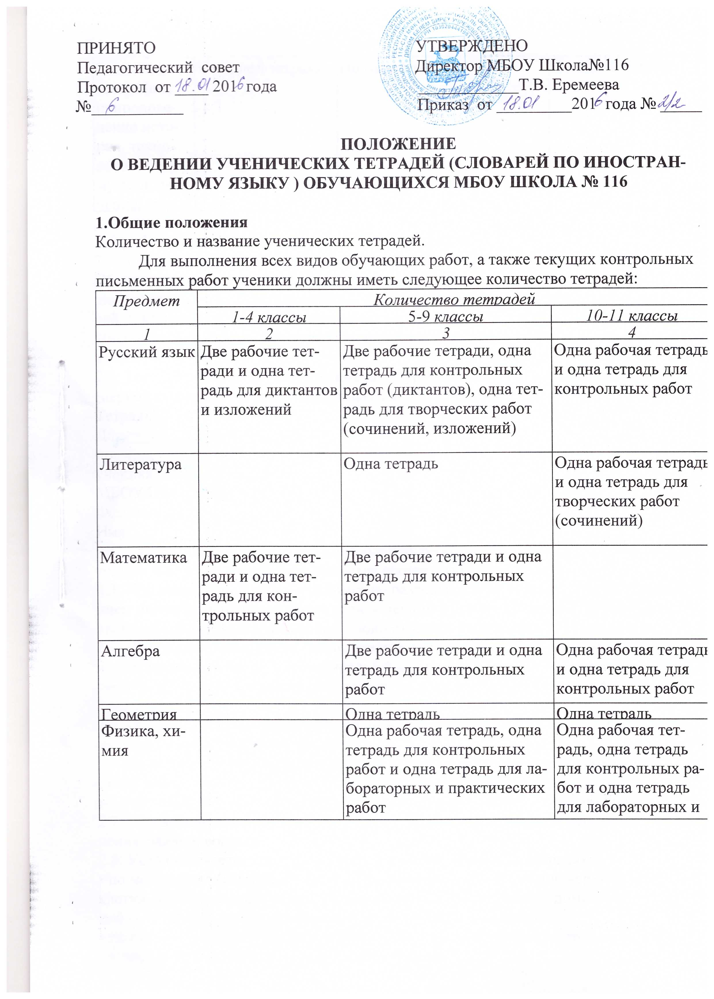 ПРИНЯТО
Педагогический совет
Протокол от 18.01 2016 года
№ 6
УТВЕРЖДЕНО
Директор МБОУ Школа№116
Т.В. Еремеева
Приказ от 18.01 2016 года № 2/2
ПОЛОЖЕНИЕ
О ВЕДЕНИИ УЧЕНИЧЕСКИХ ТЕТРАДЕЙ (СЛОВАРЕЙ ПО ИНОСТРАН-
НОМУ ЯЗЫКУ ) ОБУЧАЮЩИХСЯ МБОУ ШКОЛА № 116
1.Общие положения
Количество и название ученических тетрадей.
Для выполнения всех видов обучающих работ, а также текущих контрольных
письменных работ ученики должны иметь следующее количество тетрадей:
Предмет
Количество тетрадей
1-4 классы
5-9 классы
10-11 классы
1
2
3
4
Русский язык
Две рабочие тет-
ради и одна тет-
радь для диктантов
и изложений
Две рабочие тетради, одна
тетрадь для контрольных
работ (диктантов), одна тет-
радь для творческих работ
(сочинений, изложений)
Одна рабочая тетрадь
и одна тетрадь для
контрольных работ
Литература
Одна тетрадь
Одна рабочая тетрадь
и одна тетрадь для
творческих работ
(сочинений)
Математика
Две рабочие тет-
ради и одна тет-
радь для кон-
трольных работ
Две рабочие тетради и одна
тетрадь для контрольных
работ
Алгебра
Две рабочие тетради и одна
тетрадь для контрольных
работ
Одна рабочая тетрадь
и одна тетрадь для
контрольных работ
Геометрия
Одна тетрадь
Одна тетрадь
Физика, хи-
мия
Одна рабочая тетрадь, одна
тетрадь для контрольных
работ и одна тетрадь для ла-
бораторных и практических
работ
Одна рабочая тет-
радь, одна тетрадь
для контрольных ра-
бот и одна тетрадь
для лабораторных и